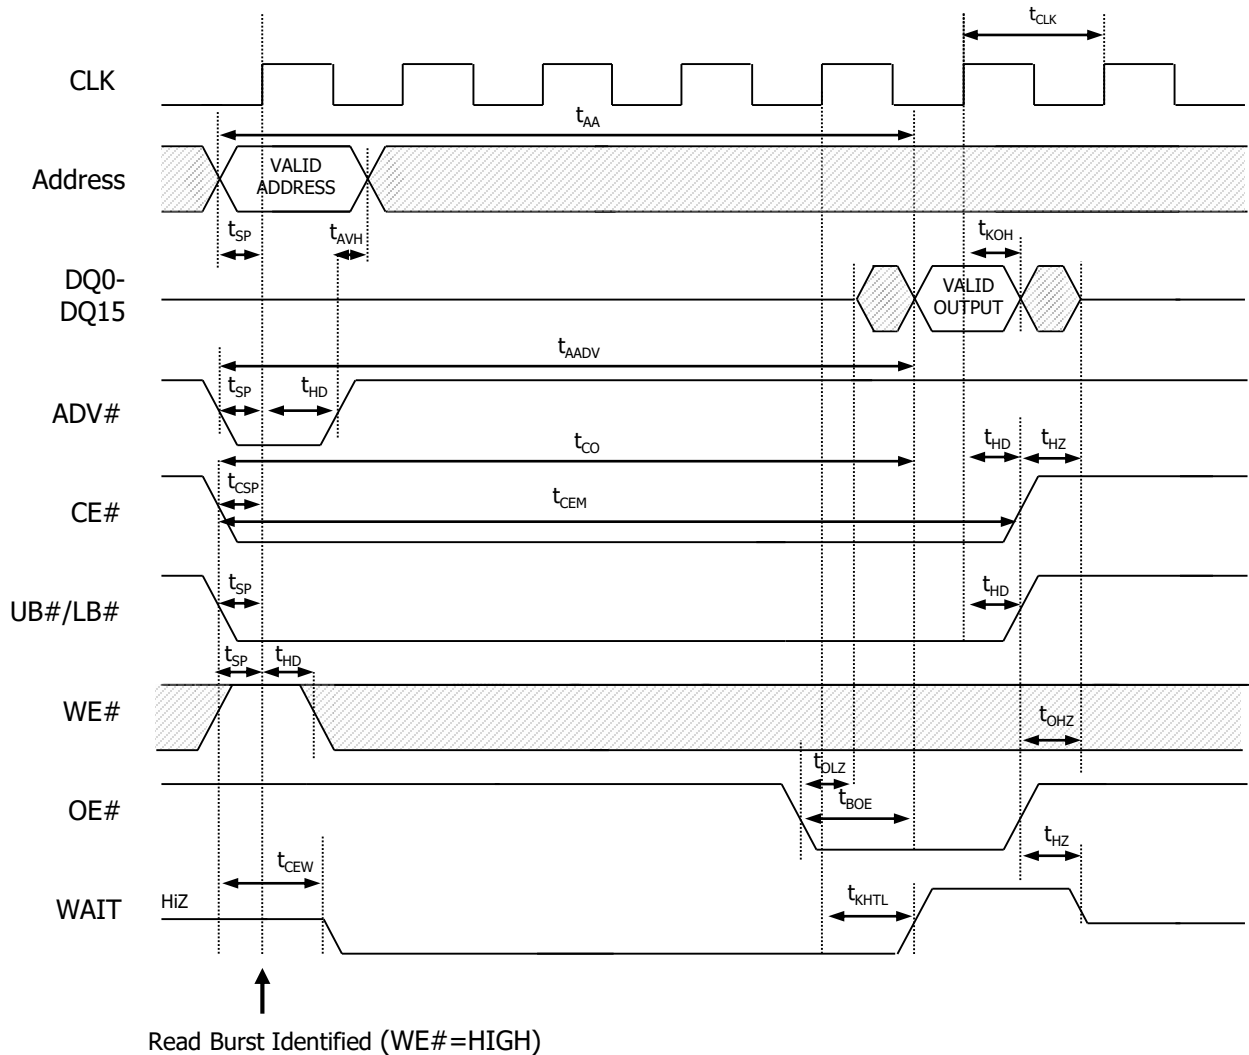 tCLK
CLK
tAA
Address
VALID
ADDRESS
tSP
tAVH
tKOH
DQ0-
DQ15
VALID
OUTPUT
tAADV
ADV#
tSP
tHD
tCO
tHD
tHZ
CE#
tCSP
tCEM
UB#/LB#
tSP
tHD
tSP
tHD
WE#
tOHZ
tOLZ
OE#
tBOE
tHZ
tCEW
WAIT
HiZ
tKHTL
Read Burst Identified (WE#=HIGH)